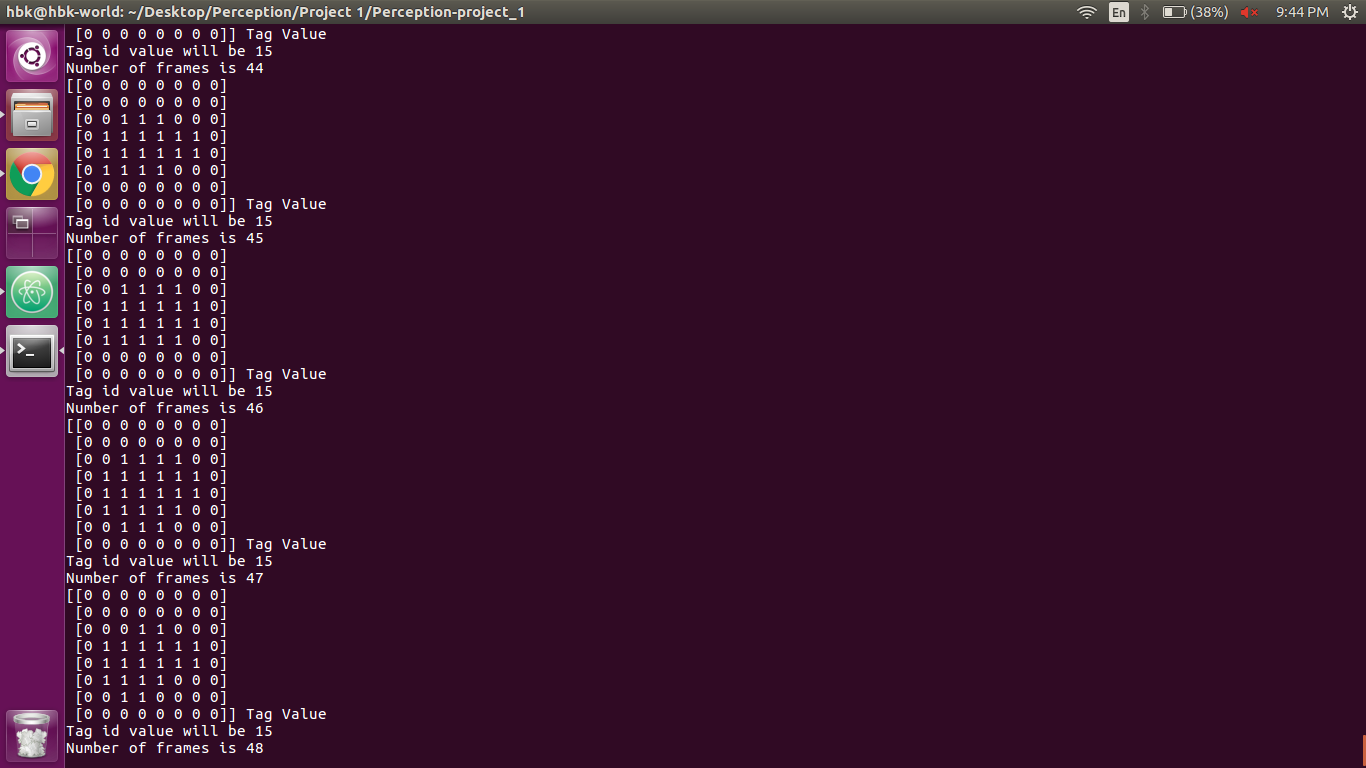 hbk@hbk-world: ~/Desktop/Perception/Project 1/Perception-project_1
En (38%) 9:44 PM
[0 0 0 0 0 0 0 0]] Tag Value
Tag id value will be 15
Number of frames is 44
[[0 0 0 0 0 0 0 0]
[0 0 0 0 0 0 0 0]
[0 0 1 1 1 0 0 0]
[0 1 1 1 1 1 1 0]
[0 1 1 1 1 1 1 0]
[0 1 1 1 1 0 0 0]
[0 0 0 0 0 0 0 0]
[0 0 0 0 0 0 0 0]] Tag Value
Tag id value will be 15
Number of frames is 45
[[0 0 0 0 0 0 0 0]
[0 0 0 0 0 0 0 0]
[0 0 1 1 1 1 0 0]
[0 1 1 1 1 1 1 0]
[0 1 1 1 1 1 1 0]
[0 1 1 1 1 1 0 0]
[0 0 0 0 0 0 0 0]
[0 0 0 0 0 0 0 0]] Tag Value
Tag id value will be 15
Number of frames is 46
[[0 0 0 0 0 0 0 0]
[0 0 0 0 0 0 0 0]
[0 0 1 1 1 1 0 0]
[0 1 1 1 1 1 1 0]
[0 1 1 1 1 1 1 0]
[0 1 1 1 1 1 0 0]
[0 0 1 1 1 0 0 0]
[0 0 0 0 0 0 0 0]] Tag Value
Tag id value will be 15
Number of frames is 47
[[0 0 0 0 0 0 0 0]
[0 0 0 0 0 0 0 0]
[0 0 0 1 1 0 0 0]
[0 1 1 1 1 1 1 0]
[0 1 1 1 1 1 1 0]
[0 1 1 1 1 0 0 0]
[0 0 1 1 0 0 0 0]
[0 0 0 0 0 0 0 0]] Tag Value
Tag id value will be 15
Number of frames is 48